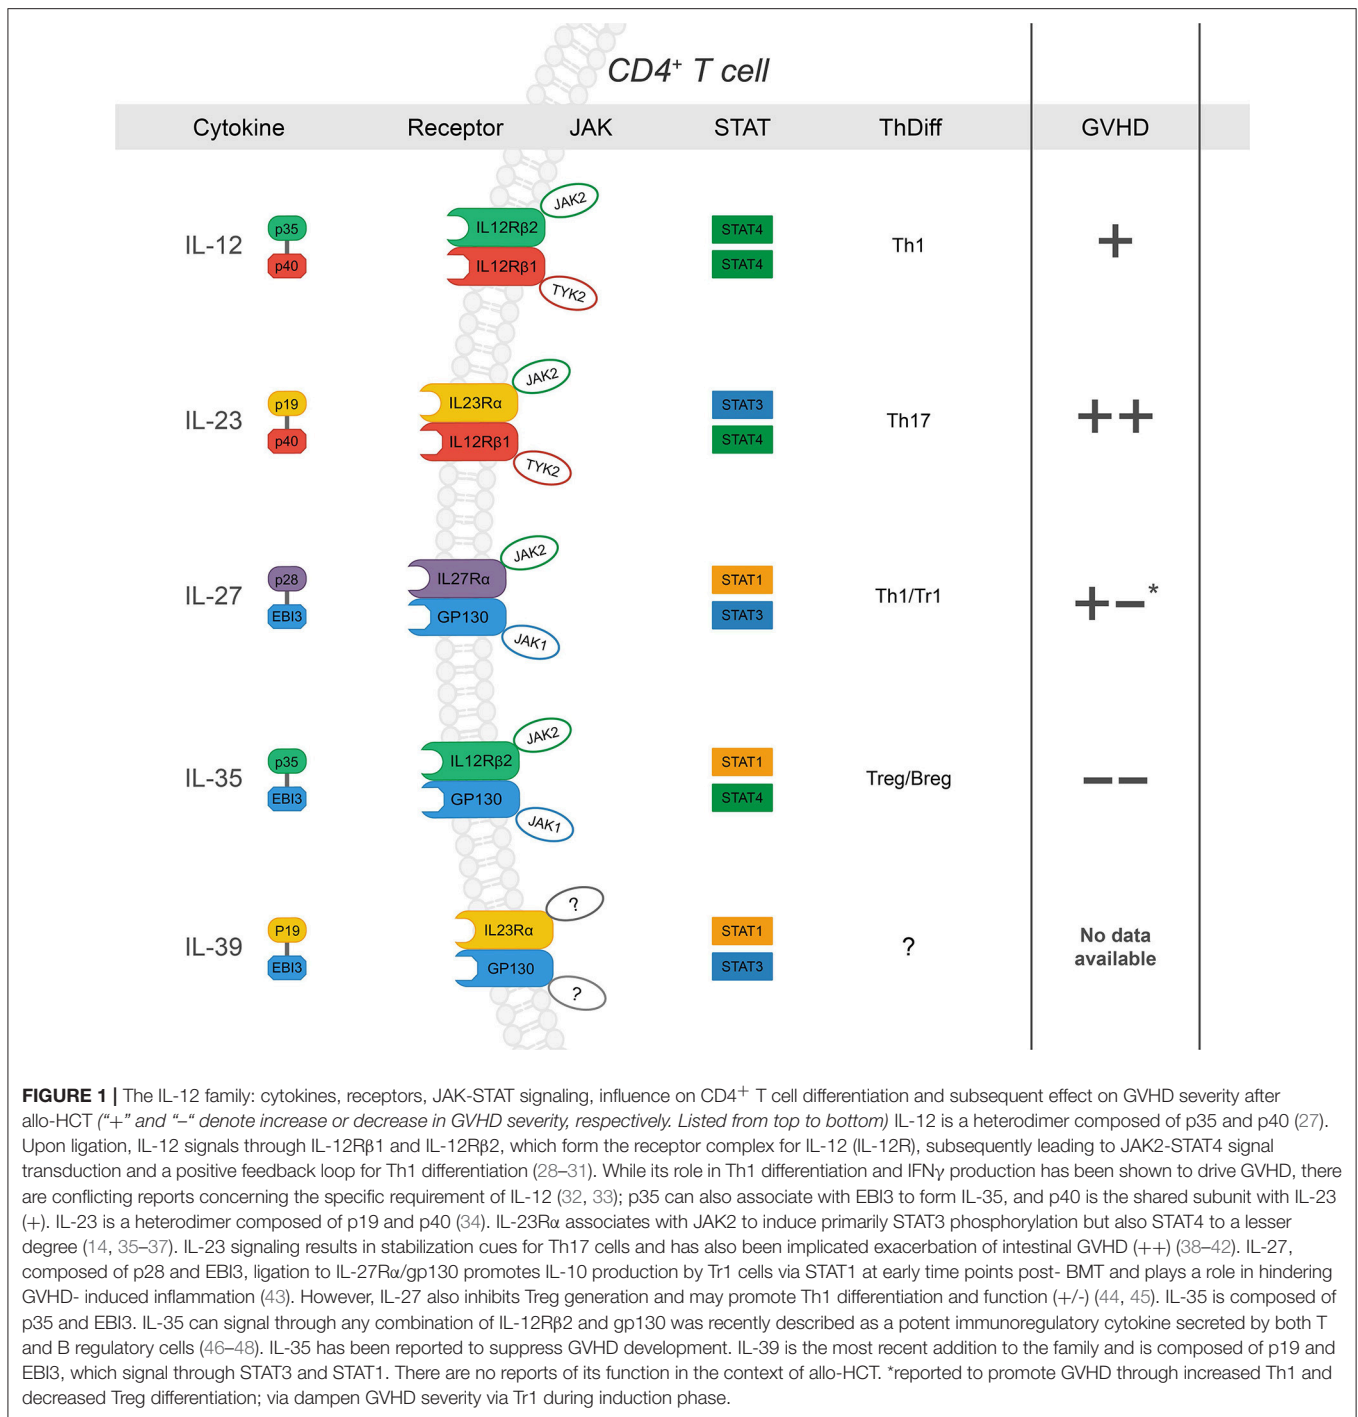 CD4⁺ T cell
Cytokine Receptor JAK STAT ThDiff GVHD
JAK2
p35 IL12Rβ2 STAT4
IL-12 Th1 +
p40 IL12Rβ1 STAT4
TYK2
JAK2
p19 IL23Rα STAT3
IL-23 Th17 ++
p40 IL12Rβ1 STAT4
TYK2
JAK2
p28 IL27Rα STAT1
IL-27 Th1/Tr1 +−*
EBI3 GP130 STAT3
JAK1
JAK2
p35 IL12Rβ2 STAT1
IL-35 Treg/Breg −−
EBI3 GP130 STAT4
JAK1
?
P19 IL23Rα STAT1 No data
IL-39 ? available
EBI3 GP130 STAT3
?
FIGURE 1 | The IL-12 family: cytokines, receptors, JAK-STAT signaling, influence on CD4⁺ T cell differentiation and subsequent effect on GVHD severity after
allo-HCT (“+” and “–“ denote increase or decrease in GVHD severity, respectively. Listed from top to bottom) IL-12 is a heterodimer composed of p35 and p40 (27).
Upon ligation, IL-12 signals through IL-12Rβ1 and IL-12Rβ2, which form the receptor complex for IL-12 (IL-12R), subsequently leading to JAK2-STAT4 signal
transduction and a positive feedback loop for Th1 differentiation (28–31). While its role in Th1 differentiation and IFNγ production has been shown to drive GVHD, there
are conflicting reports concerning the specific requirement of IL-12 (32, 33); p35 can also associate with EBI3 to form IL-35, and p40 is the shared subunit with IL-23
(+). IL-23 is a heterodimer composed of p19 and p40 (34). IL-23Rα associates with JAK2 to induce primarily STAT3 phosphorylation but also STAT4 to a lesser
degree (14, 35–37). IL-23 signaling results in stabilization cues for Th17 cells and has also been implicated exacerbation of intestinal GVHD (++) (38–42). IL-27,
composed of p28 and EBI3, ligation to IL-27Rα/gp130 promotes IL-10 production by Tr1 cells via STAT1 at early time points post- BMT and plays a role in hindering
GVHD- induced inflammation (43). However, IL-27 also inhibits Treg generation and may promote Th1 differentiation and function (+/-) (44, 45). IL-35 is composed of
p35 and EBI3. IL-35 can signal through any combination of IL-12Rβ2 and gp130 was recently described as a potent immunoregulatory cytokine secreted by both T
and B regulatory cells (46–48). IL-35 has been reported to suppress GVHD development. IL-39 is the most recent addition to the family and is composed of p19 and
EBI3, which signal through STAT3 and STAT1. There are no reports of its function in the context of allo-HCT. *reported to promote GVHD through increased Th1 and
decreased Treg differentiation; via dampen GVHD severity via Tr1 during induction phase.